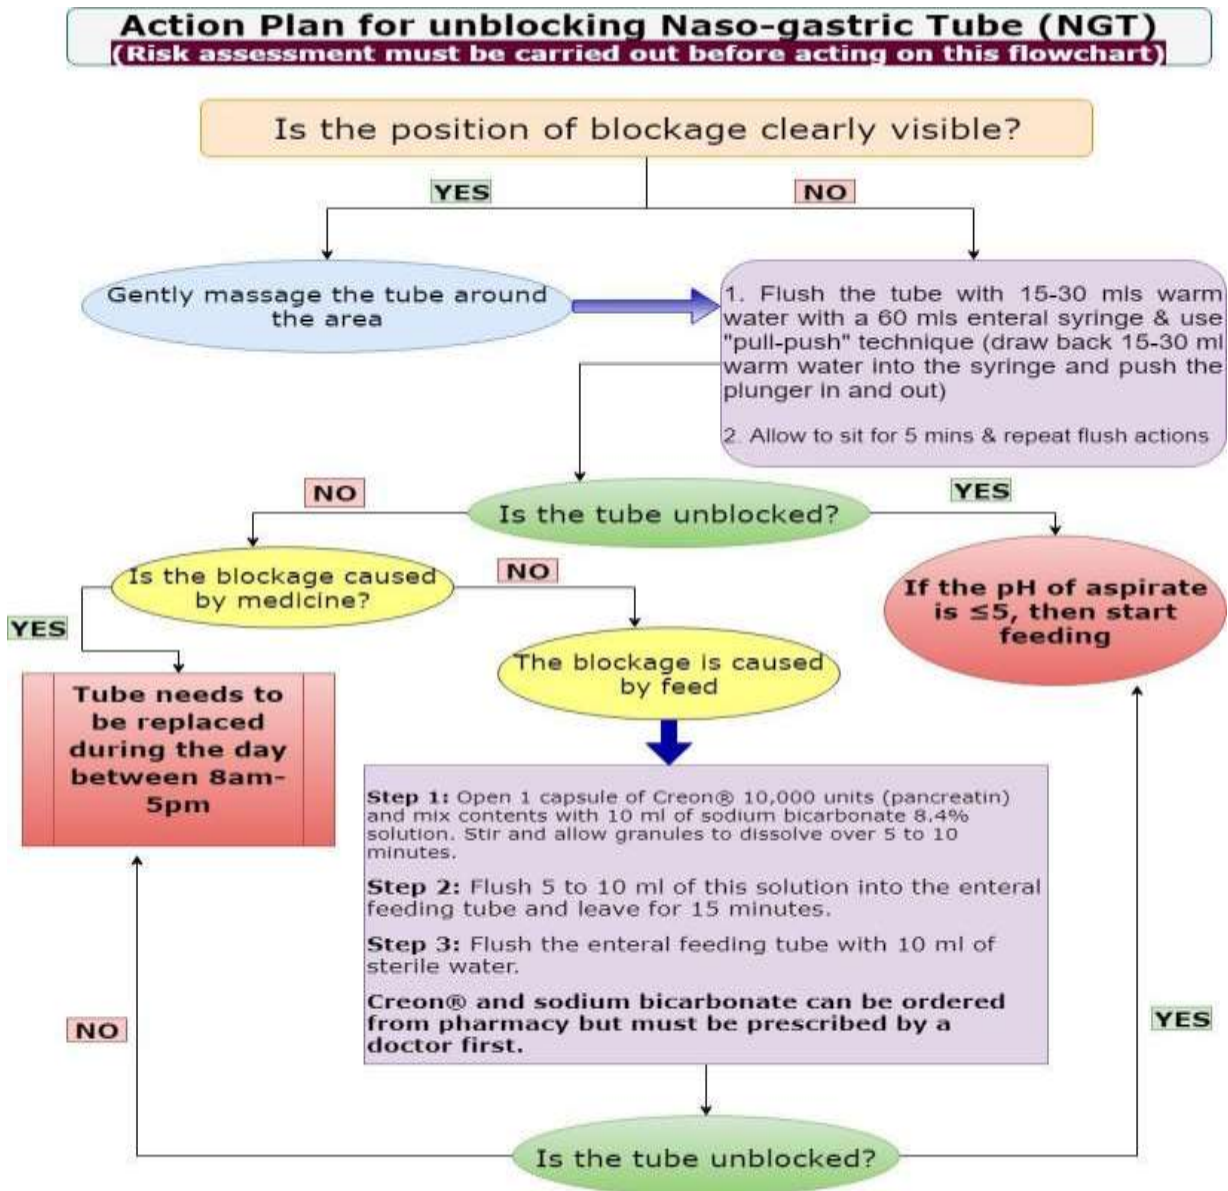 Action Plan for unblocking Naso-gastric Tube (NGT)
(Risk assessment must be carried out before acting on this flowchart)
Is the position of blockage clearly visible?
YES
NO
Gently massage the tube around
the area
1. Flush the tube with 15-30 mls warm
water with a 60 mls enteral syringe & use
"pull-push" technique (draw back 15-30 ml
warm water into the syringe and push the
plunger in and out)
2. Allow to sit for 5 mins & repeat flush actions
NO
YES
Is the tube unblocked?
Is the blockage caused
by medicine?
NO
If the pH of aspirate
is ≤5, then start
feeding
YES
The blockage is caused
by feed
Tube needs to
be replaced
during the day
between 8am-
5pm
Step 1: Open 1 capsule of Creon® 10,000 units (pancreatin)
and mix contents with 10 ml of sodium bicarbonate 8.4%
solution. Stir and allow granules to dissolve over 5 to 10
minutes.
Step 2: Flush 5 to 10 ml of this solution into the enteral
feeding tube and leave for 15 minutes.
Step 3: Flush the enteral feeding tube with 10 ml of
sterile water.
Creon® and sodium bicarbonate can be ordered
from pharmacy but must be prescribed by a
doctor first.
NO
YES
Is the tube unblocked?